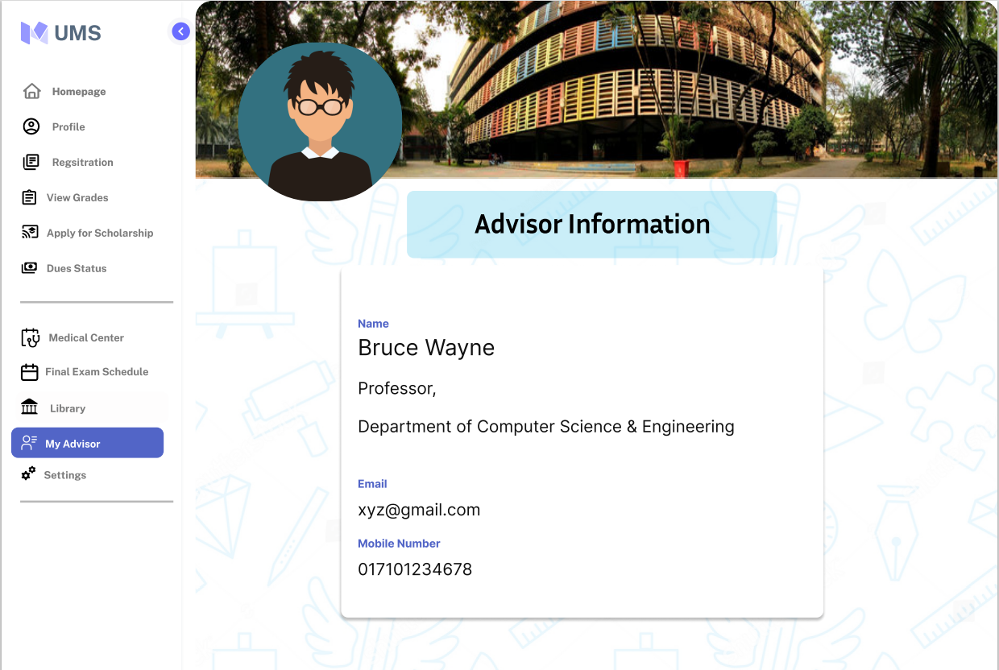 UMS
Homepage
Profile
Regsitration
View Grades
Apply for Scholarship
Dues Status
Medical Center
Final Exam Schedule
Library
My Advisor
Settings
Advisor Information
Name
Bruce Wayne
Professor,
Department of Computer Science & Engineering
Email
xyz@gmail.com
Mobile Number
017101234678